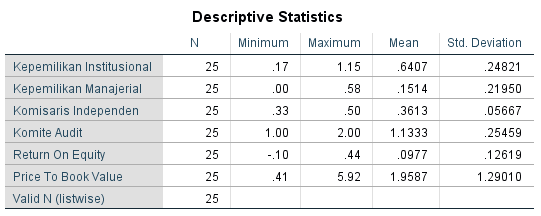 Descriptive Statistics
N Minimum Maximum Mean Std. Deviation
Kepemilikan Institusional 25 .17 1.15 .6407 .24821
Kepemilikan Manajerial 25 .00 .58 .1514 .21950
Komisaris Independen 25 .33 .50 .3613 .05667
Komite Audit 25 1.00 2.00 1.1333 .25459
Return On Equity 25 -.10 .44 .0977 .12619
Price To Book Value 25 .41 5.92 1.9587 1.29010
Valid N (listwise) 25